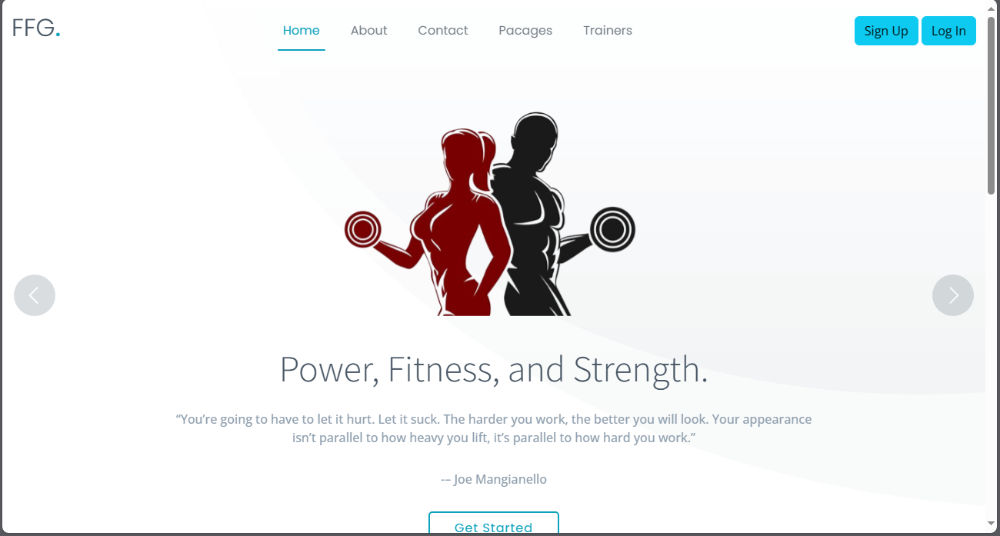 FFG.
Home About Contact Pacages Trainers
Sign Up Log In
Power, Fitness, and Strength.
“You’re going to have to let it hurt. Let it suck. The harder you work, the better you will look. Your appearance
isn’t parallel to how heavy you lift, it’s parallel to how hard you work.”
-– Joe Mangianello
Get Started